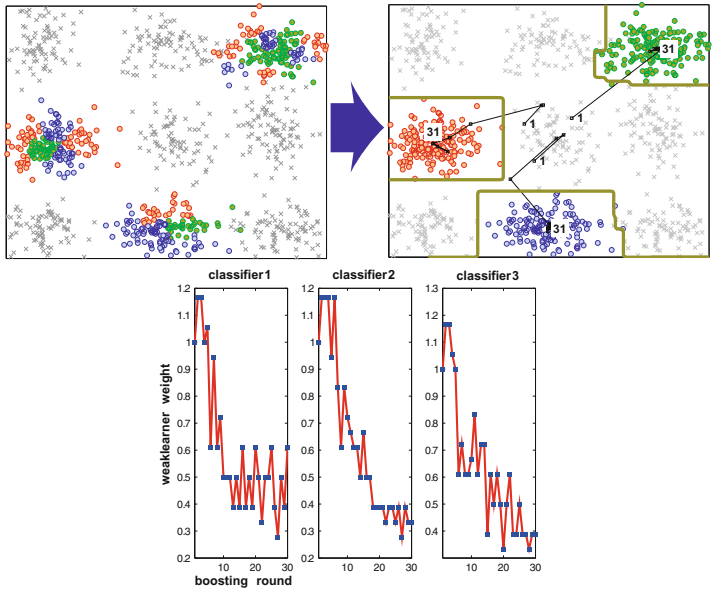 31
1
31
1
31
classifier1 classifier2 classifier3
1.2 1.2 1.2
1.1 1.1 1.1
1 1 1
0.9 0.9 0.9
0.8 0.8 0.8
0.7 0.7 0.7
0.6 0.6 0.6
0.5 0.5 0.5
0.4 0.4 0.4
0.3 0.3
0.2 0.2
10 20 30 10 20 30 10 20 30
weaklearner weight
boosting round